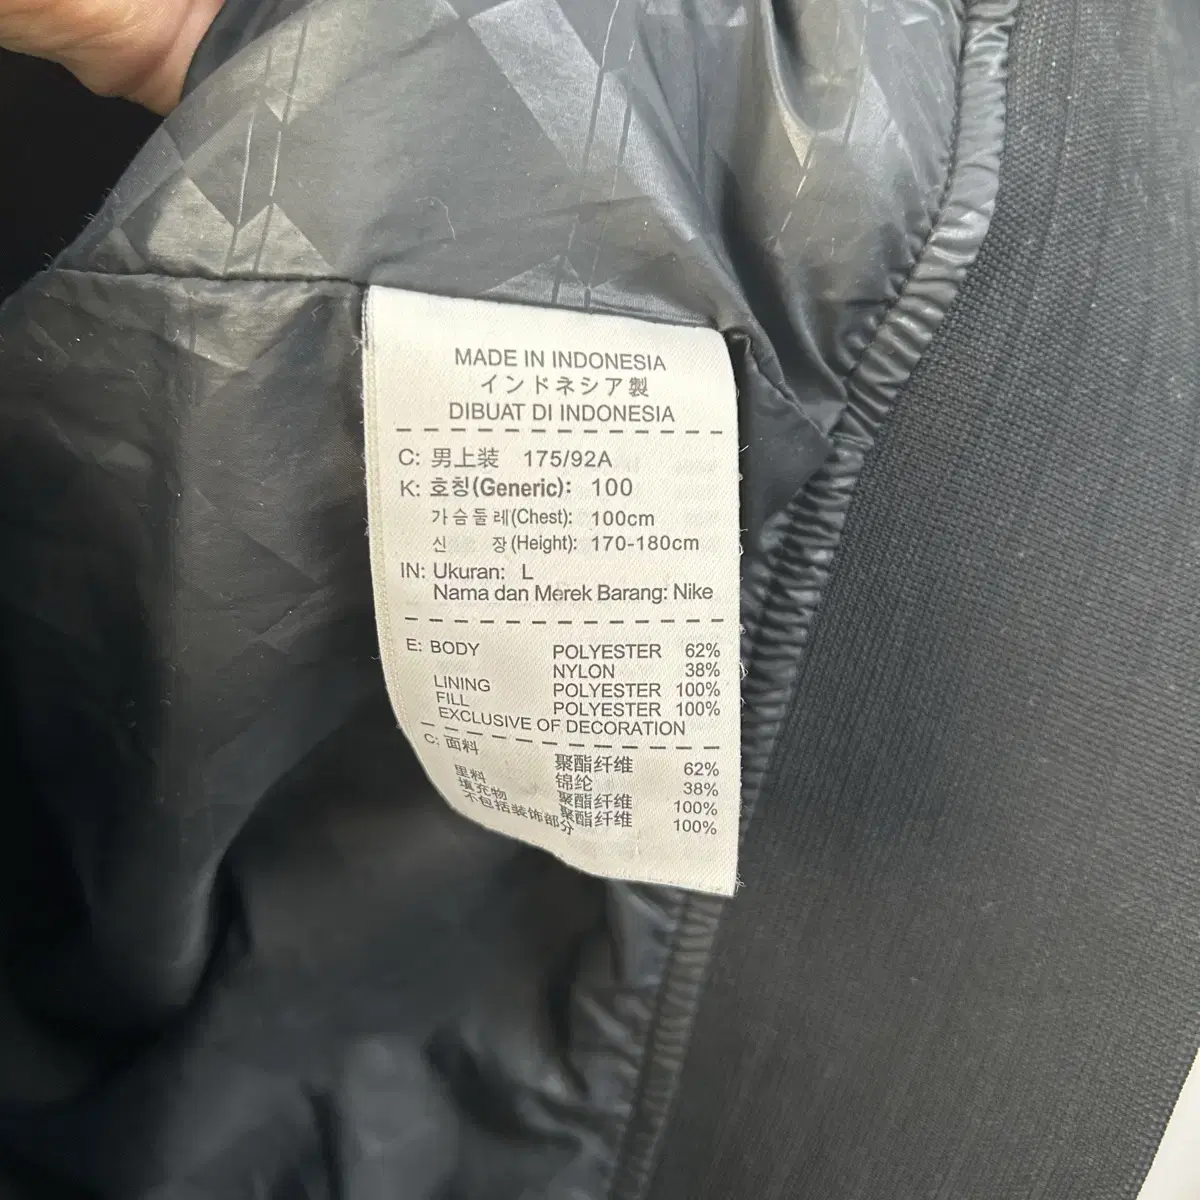 MADE IN INDONESIA
インドネシア製
DIBUAT DI INDONESIA
C: 男上装 175/92A
K: 호칭(Generic): 100
가슴둘레(Chest): 100cm
신 장(Height): 170-180cm
IN: Ukuran: L
Nama dan Merek Barang: Nike
E: BODY POLYESTER 62%
NYLON 38%
LINING POLYESTER 100%
FILL POLYESTER 100%
EXCLUSIVE OF DECORATION
C: 面料 聚酯纤维 62%
锦纶 38%
里料 聚酯纤维 100%
填充物 聚酯纤维 100%
不包括装饰部分